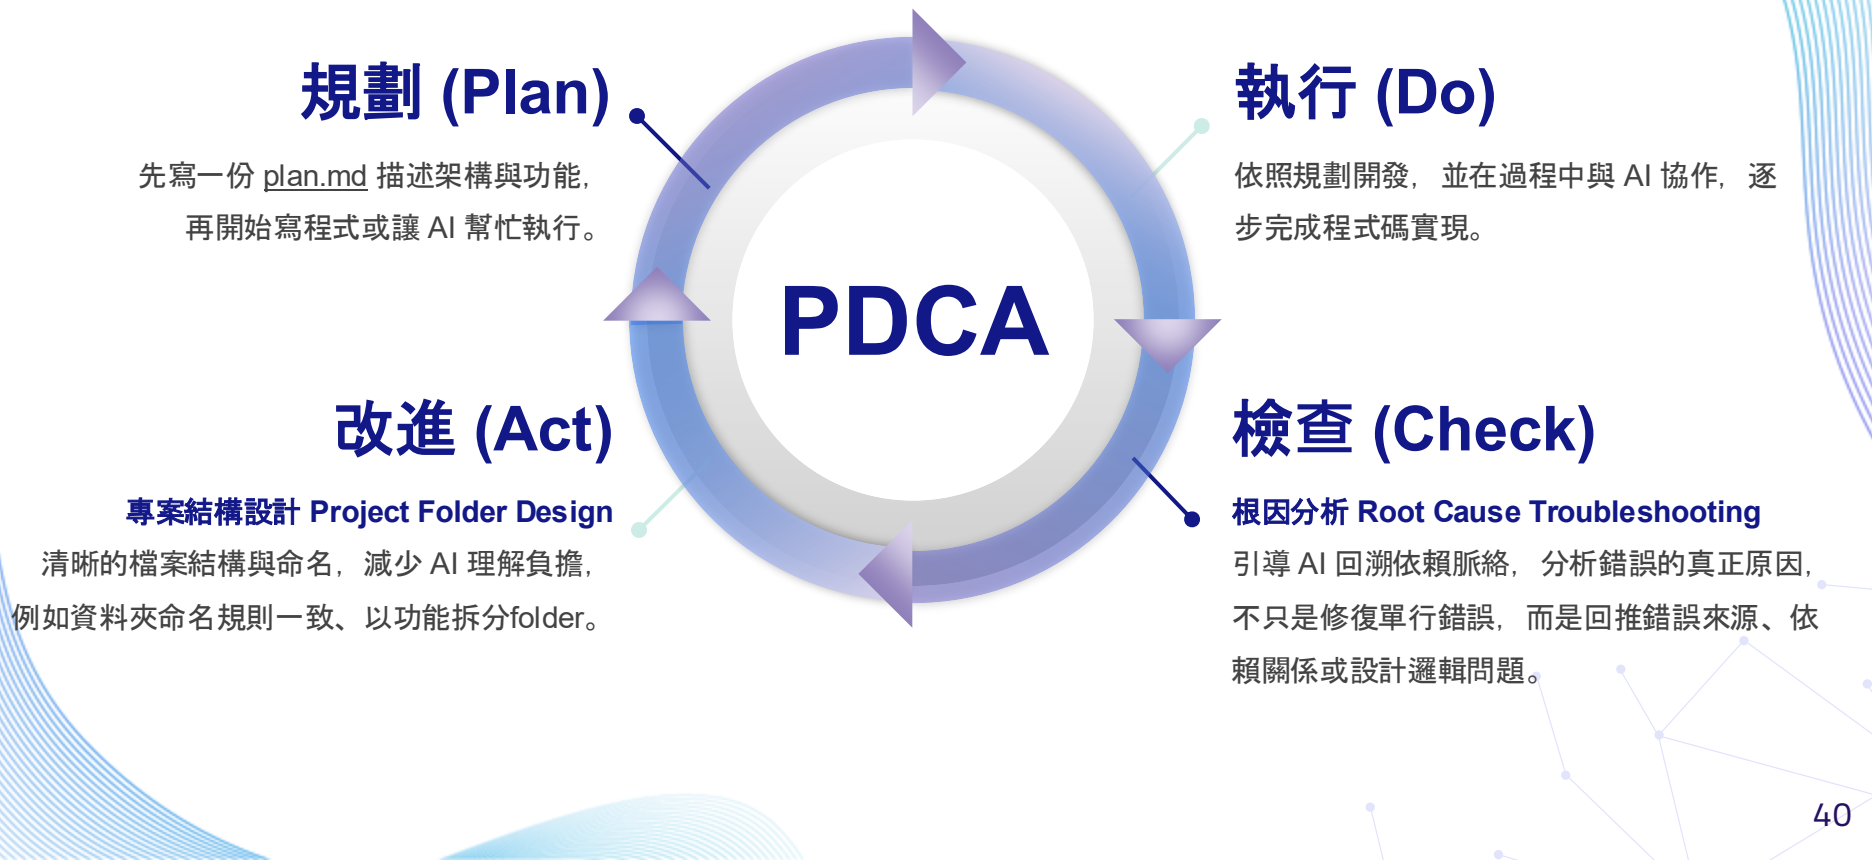 規劃 (Plan)
先寫一份 plan.md 描述架構與功能，
再開始寫程式或讓 AI 幫忙執行。
執行 (Do)
依照規劃開發，並在過程中與 AI 協作，逐
步完成程式碼實現。
PDCA
改進 (Act)
專案結構設計 Project Folder Design
清晰的檔案結構與命名，減少 AI 理解負擔，
例如資料夾命名規則一致、以功能拆分folder。
檢查 (Check)
根因分析 Root Cause Troubleshooting
引導 AI 回溯依賴脈絡，分析錯誤的真正原因，
不只是修復單行錯誤，而是回推錯誤來源、依
賴關係或設計邏輯問題。
40